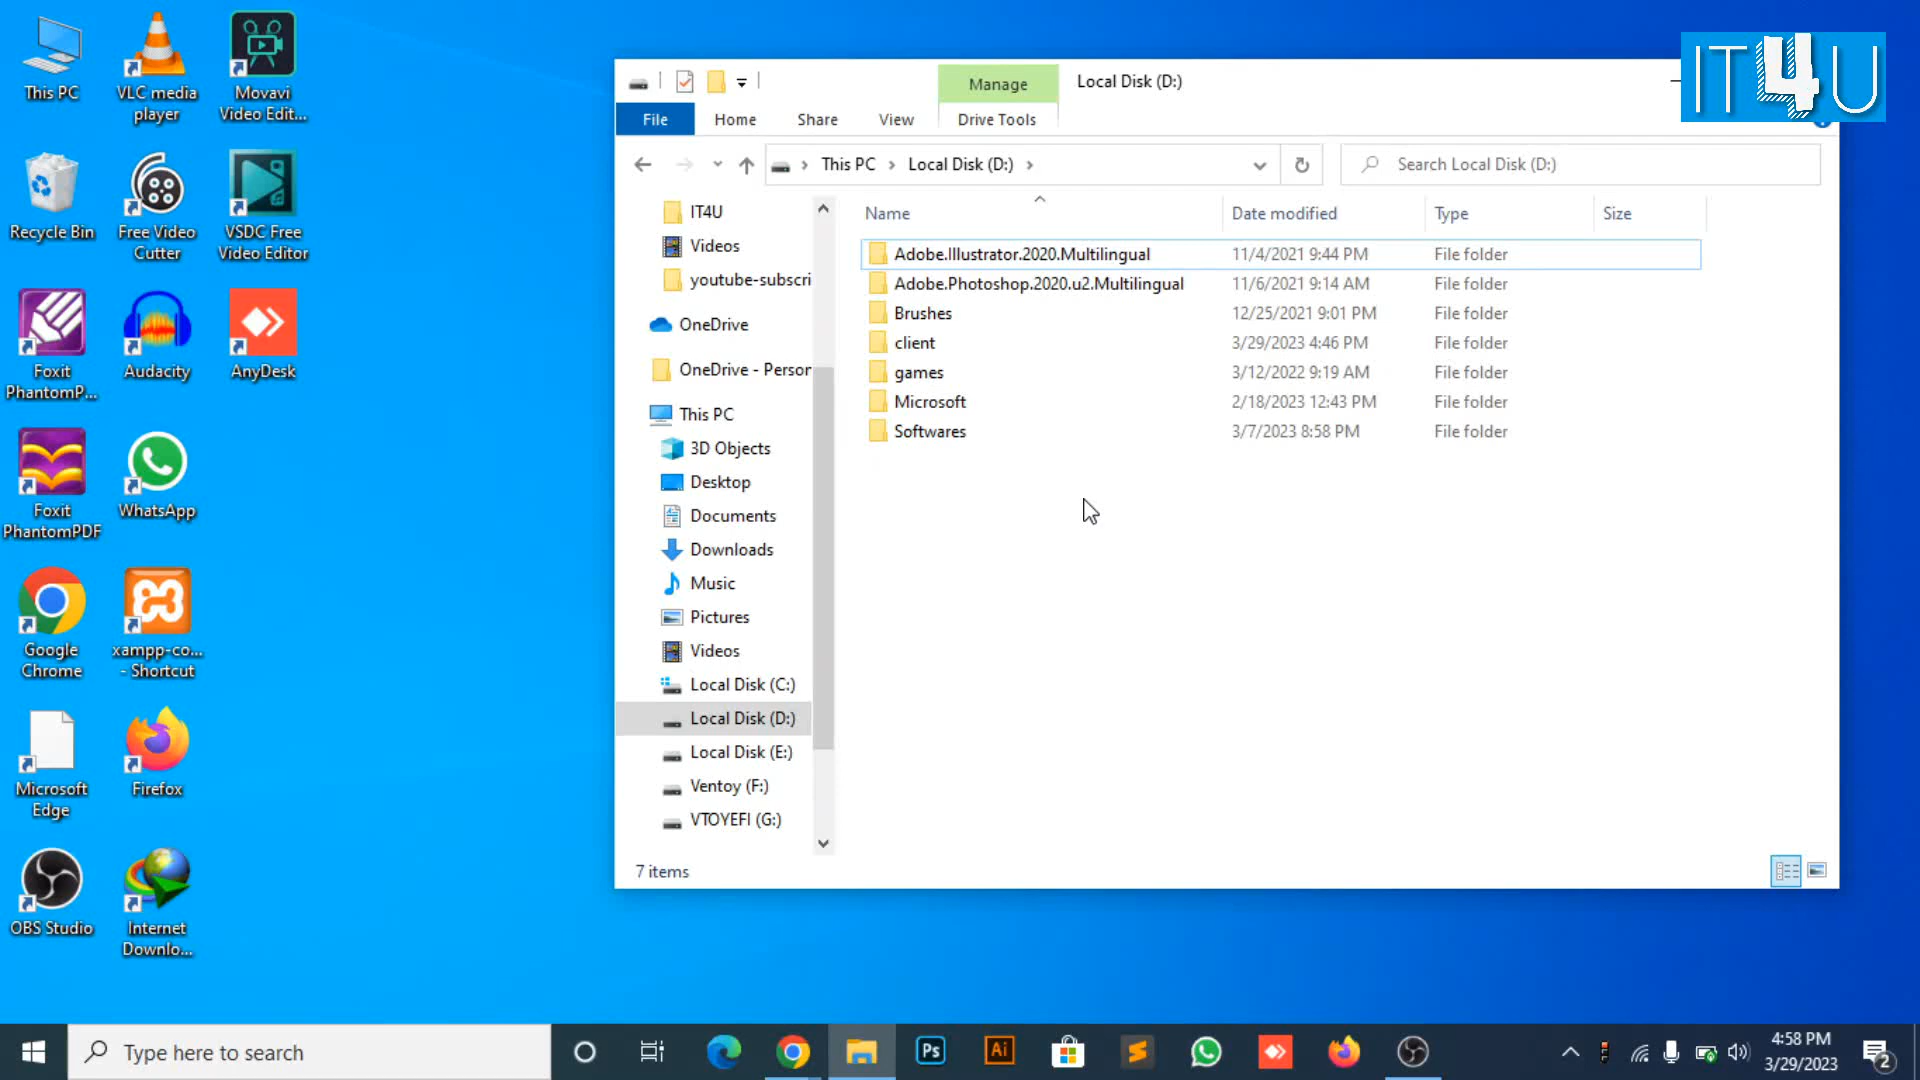 This PC
VLC media
player
Movavi
Video Edit...
Recycle Bin
Free Video
Cutter
VSDC Free
Video Editor
Foxit
PhantomP...
Audacity
AnyDesk
Foxit
PhantomPDF
WhatsApp
Google
Chrome
xampp-co...
- Shortcut
Microsoft
Edge
Firefox
OBS Studio
Internet
Downlo...
Manage
Local Disk (D:)
IT4U
File
Home
Share
View
Drive Tools
This PC
Local Disk (D:)
Search Local Disk (D:)
IT4U
Videos
youtube-subscri
OneDrive
OneDrive - Person
This PC
3D Objects
Desktop
Documents
Downloads
Music
Pictures
Videos
Local Disk (C:)
Local Disk (D:)
Local Disk (E:)
Ventoy (F:)
VTOYEFI (G:)
Name Date modified Type Size
Adobe.Illustrator.2020.Multilingual 11/4/2021 9:44 PM File folder
Adobe.Photoshop.2020.u2.Multilingual 11/6/2021 9:14 AM File folder
Brushes 12/25/2021 9:01 PM File folder
client 3/29/2023 4:46 PM File folder
games 3/12/2022 9:19 AM File folder
Microsoft 2/18/2023 12:43 PM File folder
Softwares 3/7/2023 8:58 PM File folder
7 items
Type here to search
Ps
Ai
4:58 PM
3/29/2023
2